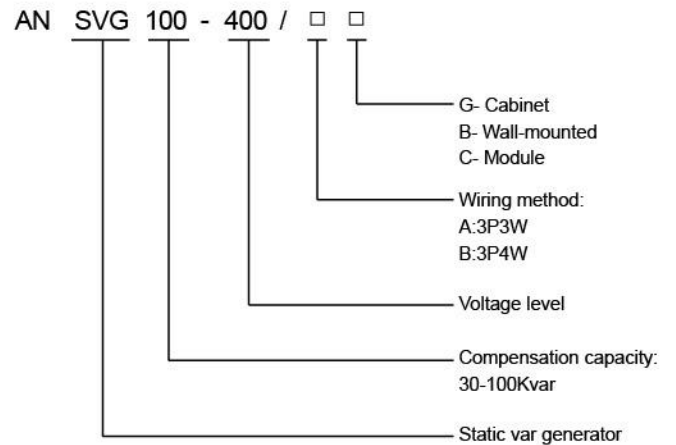 AN SVG 100 - 400 / □ □
G- Cabinet
B- Wall-mounted
C- Module
Wiring method:
A:3P3W
B:3P4W
Voltage level
Compensation capacity:
30-100Kvar
Static var generator